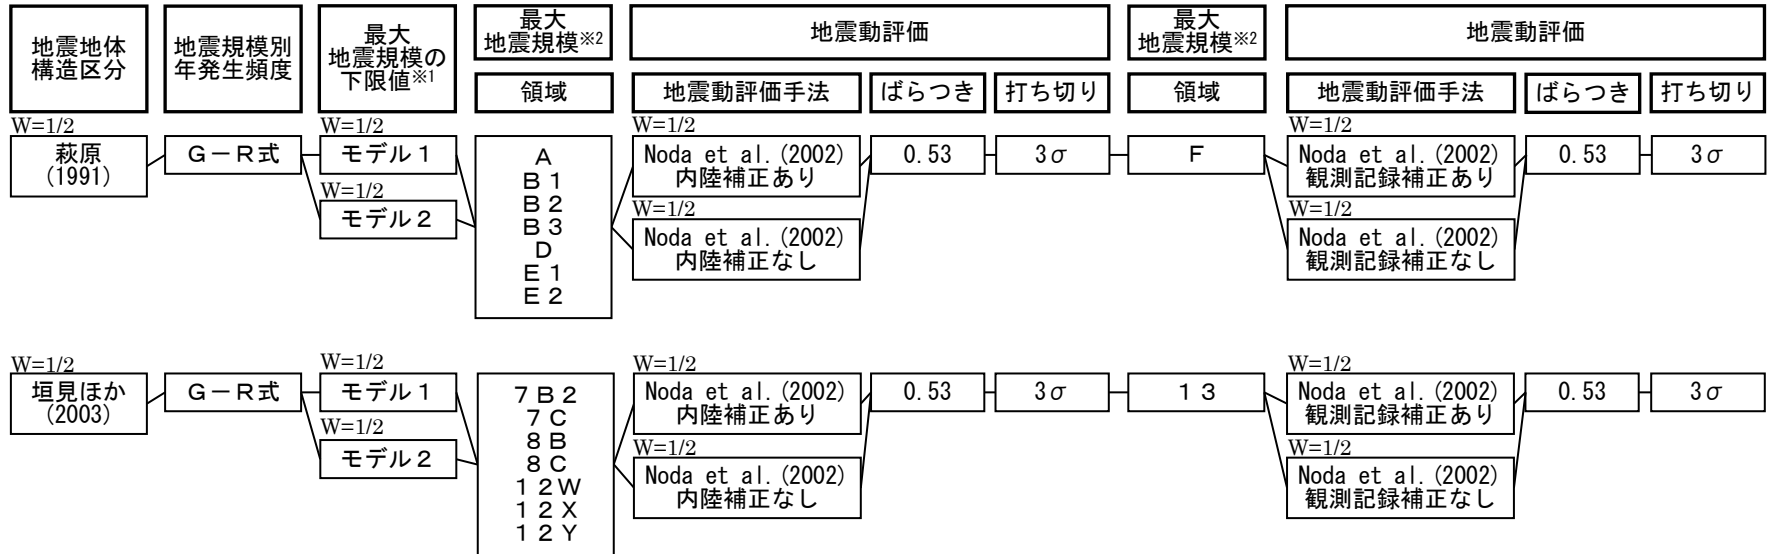 地震地体
構造区分
地震規模別
年発生頻度
最大
地震規模の
下限値※1
最大
地震規模※2
領域
地震動評価
地震動評価手法
ばらつき
打ち切り
最大
地震規模※2
領域
地震動評価
地震動評価手法
ばらつき
打ち切り
W=1/2
萩原
(1991)
G－R式
W=1/2
モデル１
W=1/2
モデル２
A
B１
B２
B３
D
E１
E２
W=1/2
Noda et al.(2002)
内陸補正あり
W=1/2
Noda et al.(2002)
内陸補正なし
0.53
3σ
F
W=1/2
Noda et al.(2002)
観測記録補正あり
W=1/2
Noda et al.(2002)
観測記録補正なし
0.53
3σ
W=1/2
垣見ほか
(2003)
G－R式
W=1/2
モデル１
W=1/2
モデル２
７B２
７C
８B
８C
１２W
１２X
１２Y
W=1/2
Noda et al.(2002)
内陸補正あり
W=1/2
Noda et al.(2002)
内陸補正なし
0.53
3σ
１３
W=1/2
Noda et al.(2002)
観測記録補正あり
W=1/2
Noda et al.(2002)
観測記録補正なし
0.53
3σ